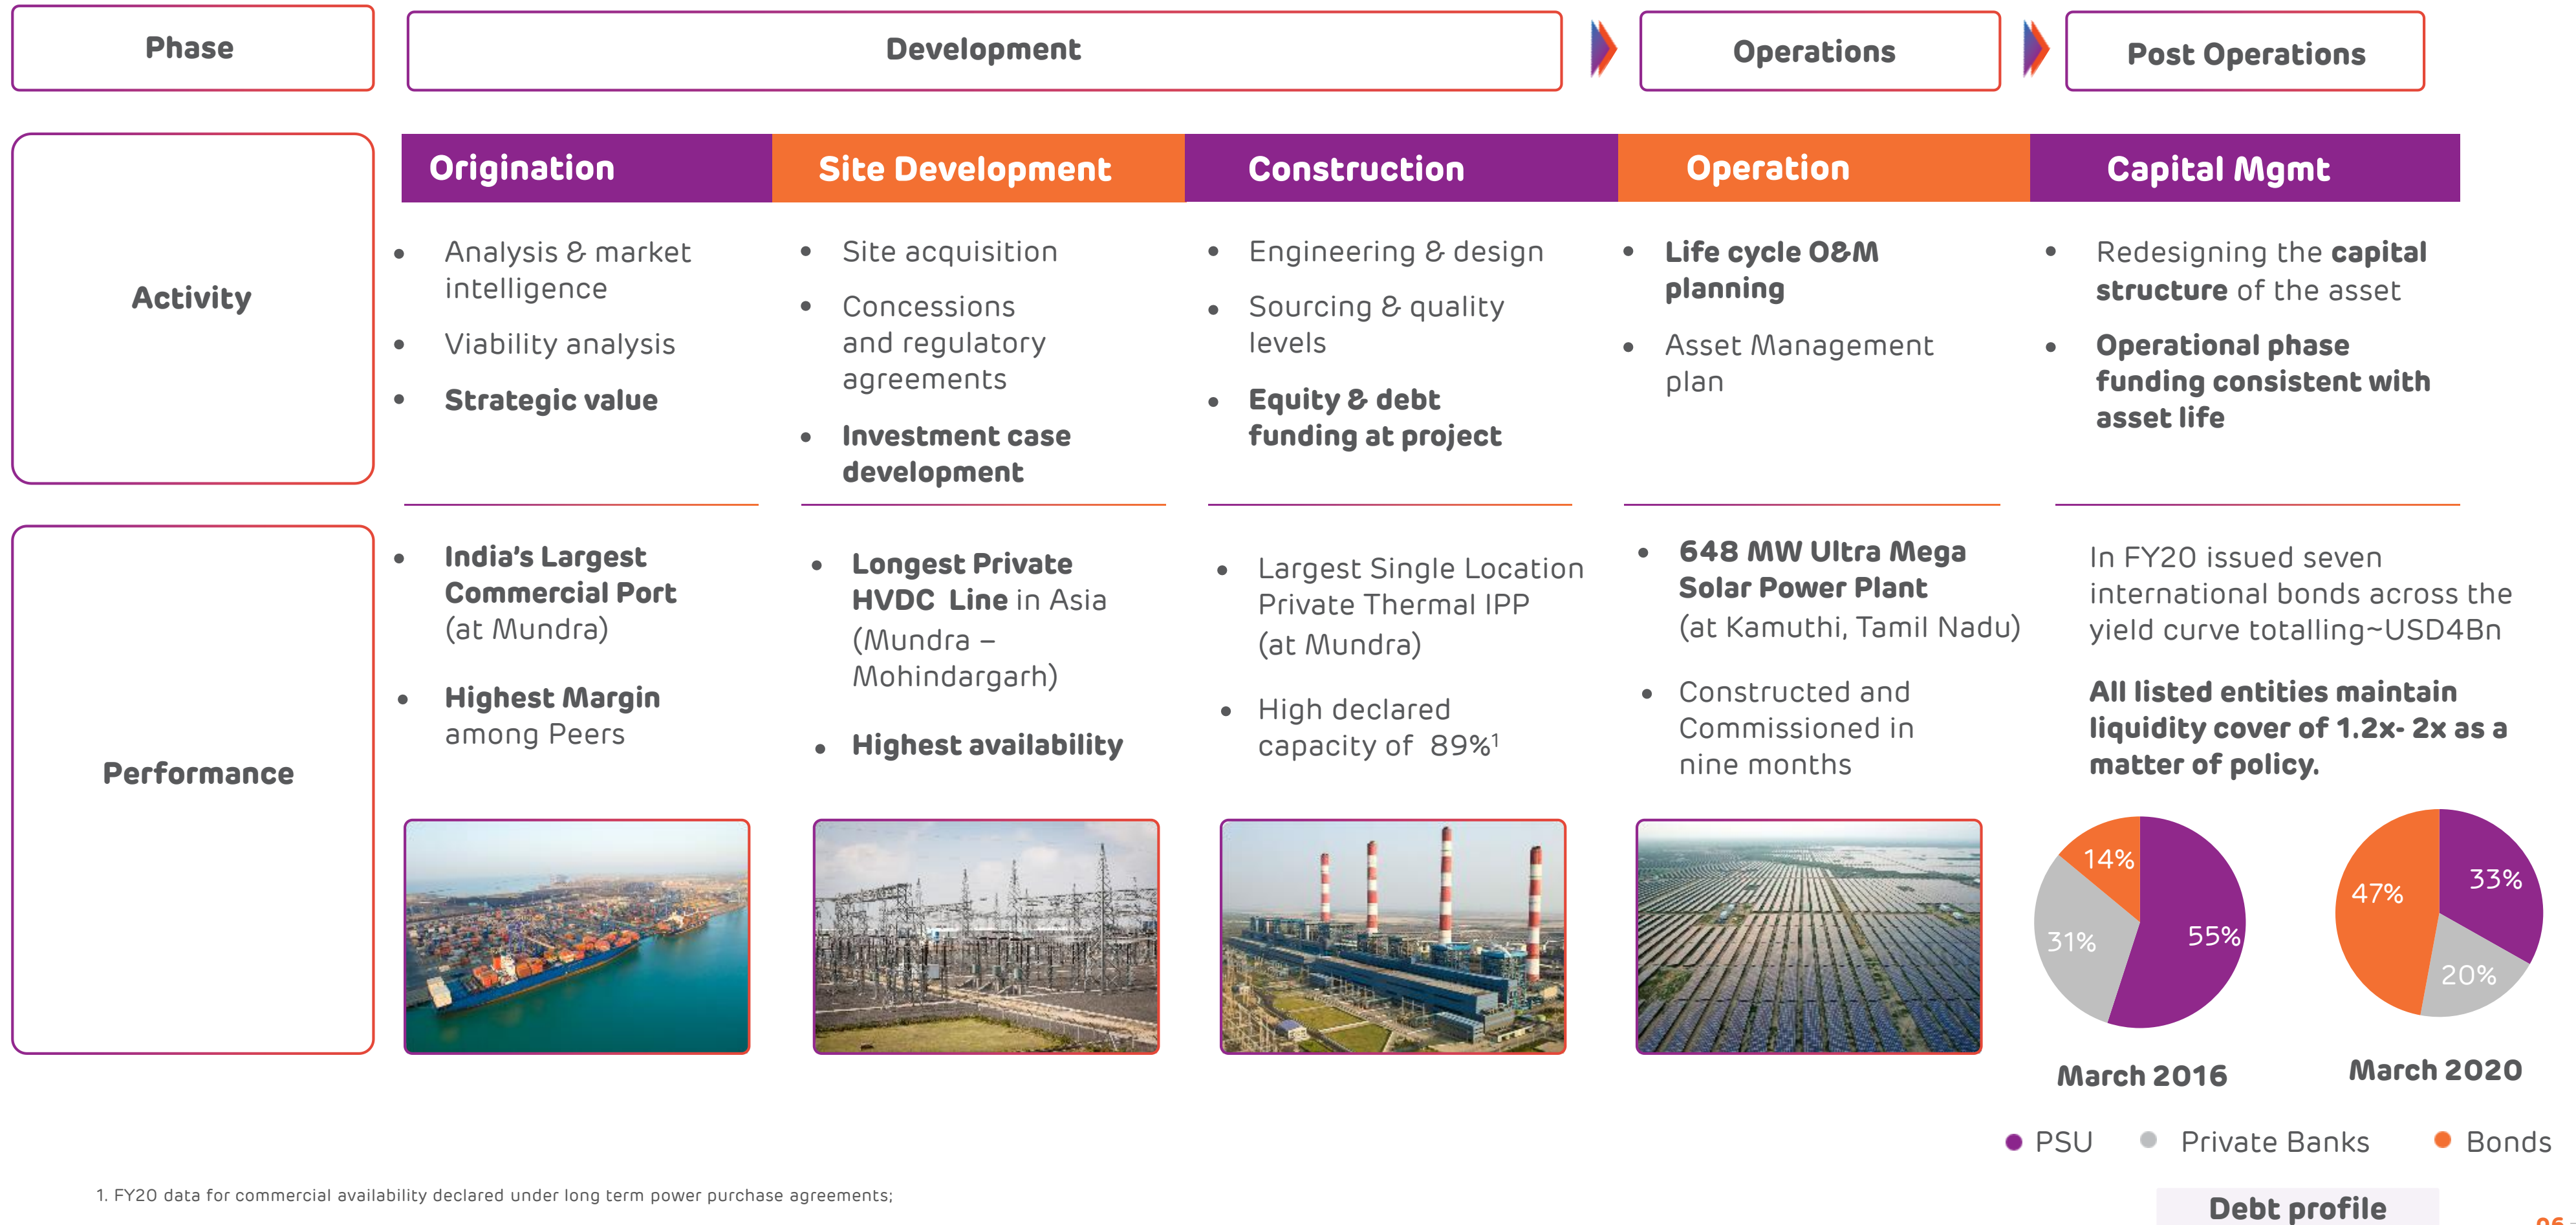 Phase
Development
Operations
Post Operations
Activity
Origination
Site Development
Construction
Operation
Capital Mgmt
• Analysis & market
intelligence
• Viability analysis
• Strategic value
• Site acquisition
• Concessions
and regulatory
agreements
• Investment case
development
• Engineering & design
• Sourcing & quality
levels
• Equity & debt
funding at project
• Life cycle O&M
planning
• Asset Management
plan
• Redesigning the capital
structure of the asset
• Operational phase
funding consistent with
asset life
Performance
• India's Largest
Commercial Port
(at Mundra)
• Highest Margin
among Peers
• Longest Private
HVDC Line in Asia
(Mundra –
Mohindargarh)
• Highest availability
• Largest Single Location
Private Thermal IPP
(at Mundra)
• High declared
capacity of 89%¹
• 648 MW Ultra Mega
Solar Power Plant
(at Kamuthi, Tamil Nadu)
• Constructed and
Commissioned in
nine months
In FY20 issued seven
international bonds across the
yield curve totalling~USD4Bn
All listed entities maintain
liquidity cover of 1.2x- 2x as a
matter of policy.
14%
31%
55%
March 2016
47%
33%
20%
March 2020
PSU
Private Banks
Bonds
1. FY20 data for commercial availability declared under long term power purchase agreements;
Debt profile